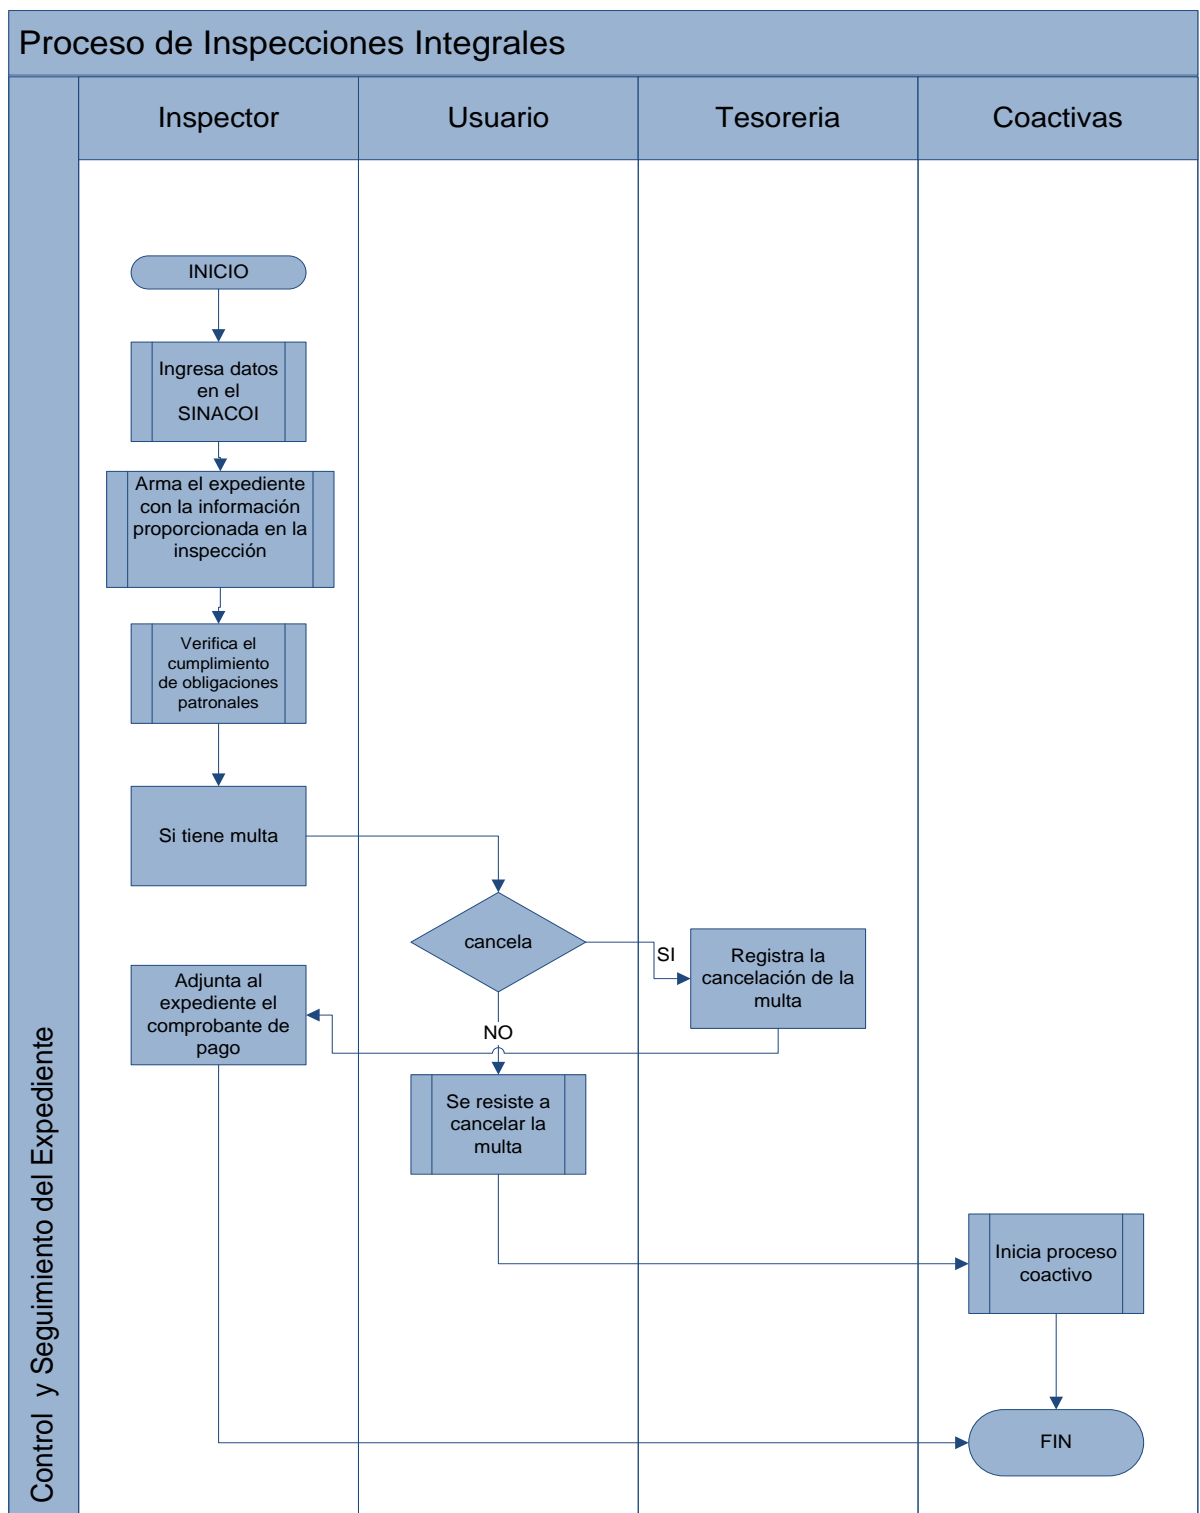 Proceso de Inspecciones Integrales
Inspector
Usuario
Tesoreria
Coactivas
Control y Seguimiento del Expediente
INICIO
Ingresa datos
en el
SINACOI
Arma el expediente
con la información
proporcionada en la
inspección
Verifica el
cumplimiento
de obligaciones
patronales
Si tiene multa
cancela
SI
Registra la
cancelación de la
multa
Adjunta al
expediente el
comprobante de
pago
NO
Se resiste a
cancelar la
multa
Inicia proceso
coactivo
FIN